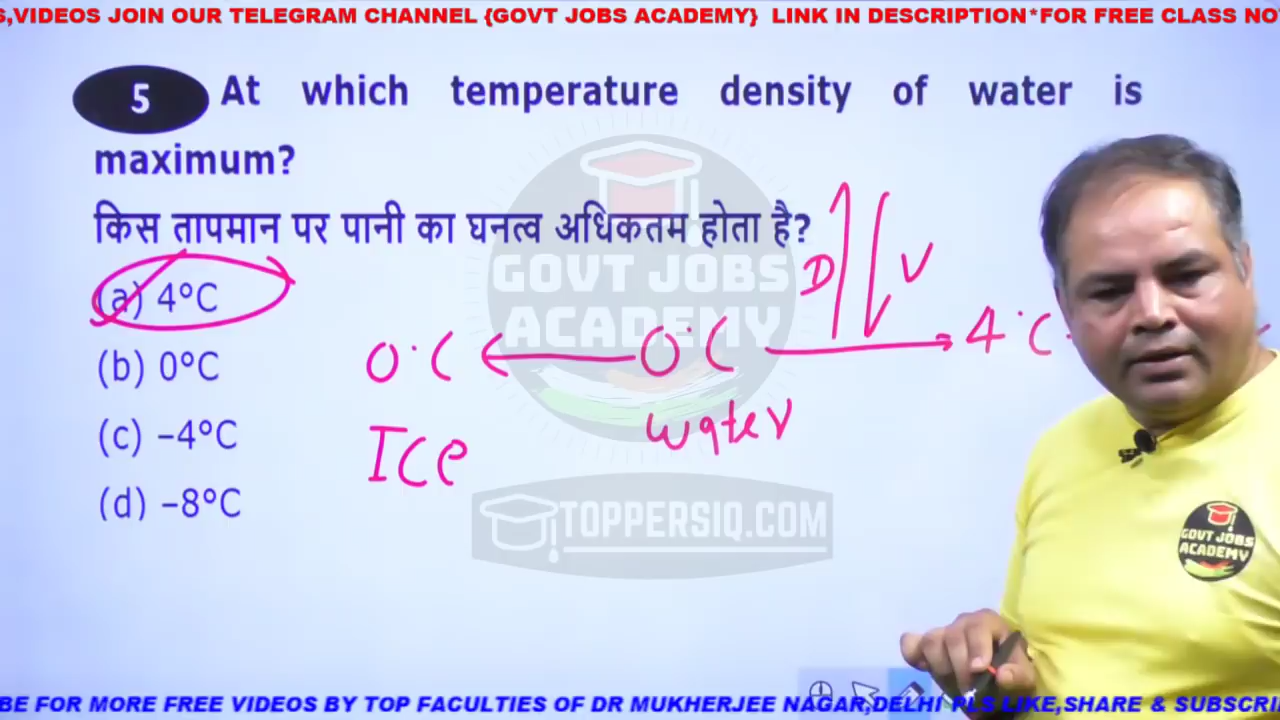 S,VIDEOS JOIN OUR TELEGRAM CHANNEL {GOVT JOBS ACADEMY} LINK IN DESCRIPTION*FOR FREE CLASS NO
5 At which temperature density of water is
maximum?
किस तापमान पर पानी का घनत्व अधिकतम होता है?
GOVT JOBS
ACADEMY
D V
(a) 4°C
0°C 0°C 4°C
(b) 0°C
Ice water
(c) –4°C
(d) –8°C
TOPPERSIQ.COM
GOVT JOBS
ACADEMY
BE FOR MORE FREE VIDEOS BY TOP FACULTIES OF DR MUKHERJEE NAGAR,DELHI PLS LIKE,SHARE & SUBSCRI